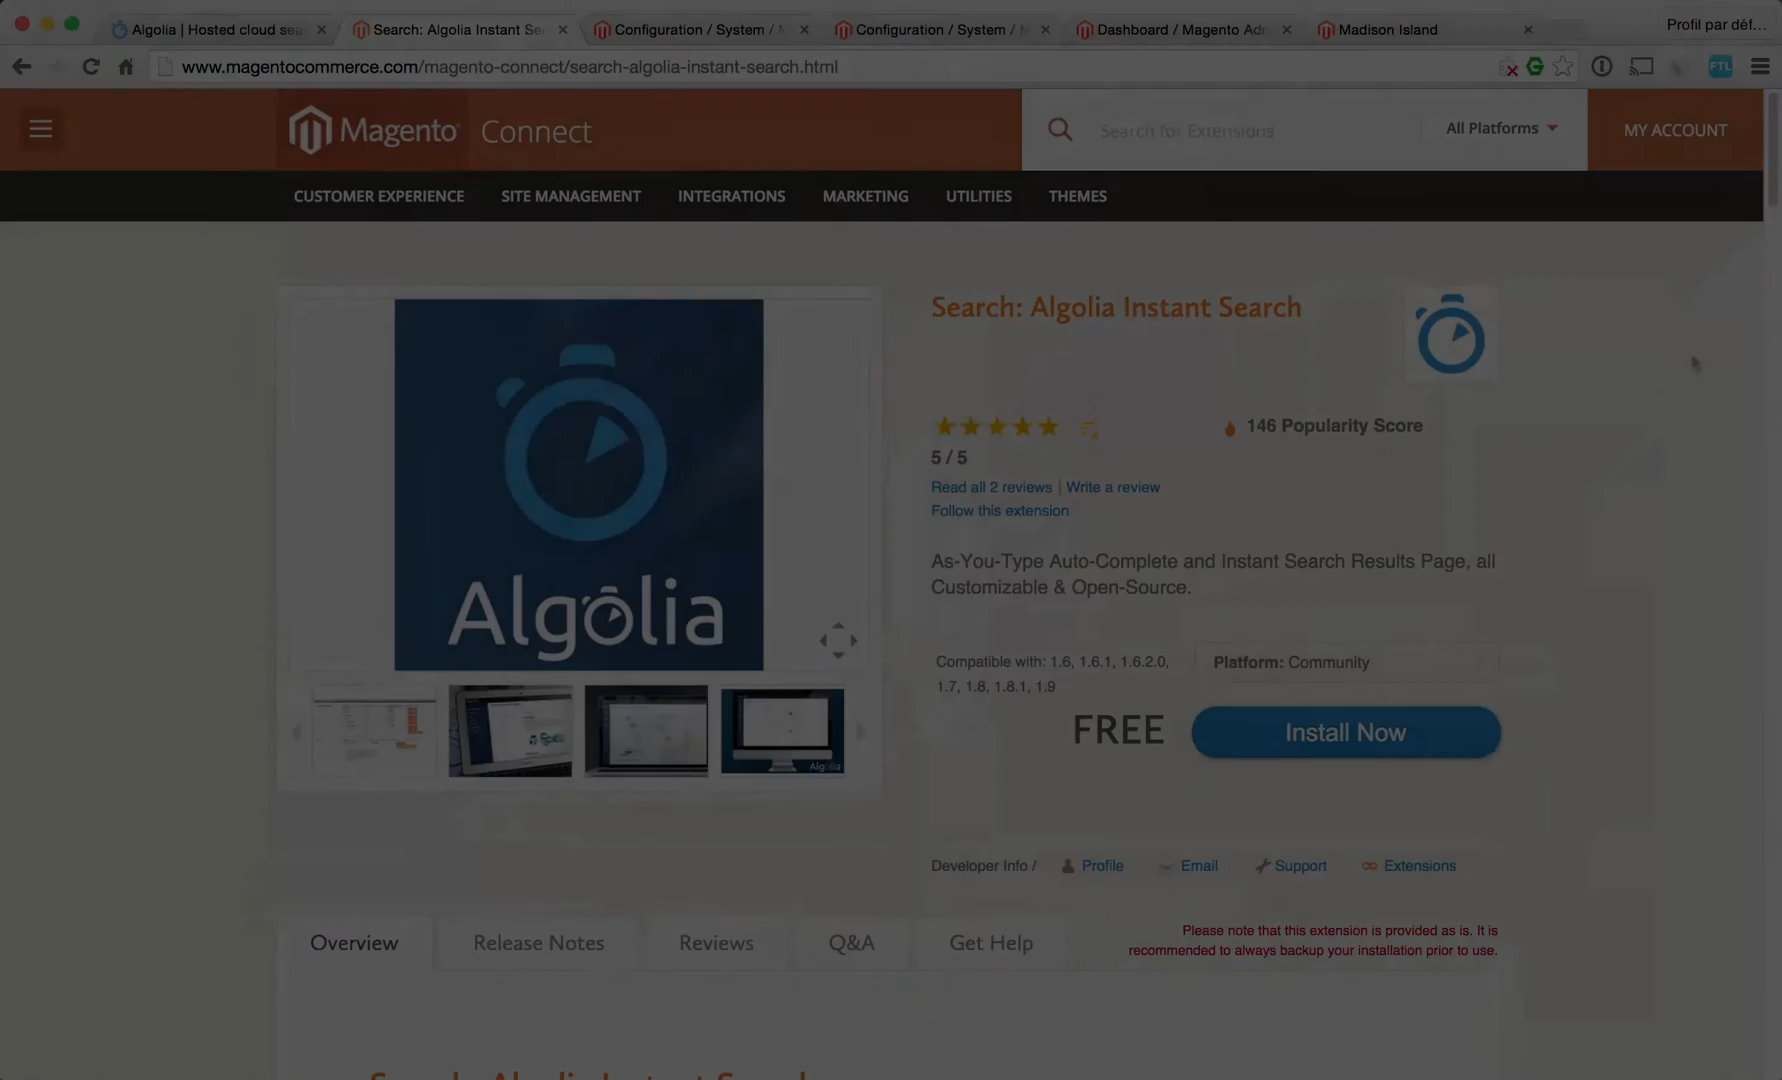 Algolia | Hosted cloud sea
Search: Algolia Instant Se
Configuration / System / M
Configuration / System / M
Dashboard / Magento Adr
Madison Island
Profil par déf...
www.magentocommerce.com/magento-connect/search-algolia-instant-search.html
FTL
Magento Connect
Search for Extensions
All Platforms
MY ACCOUNT
CUSTOMER EXPERIENCE
SITE MANAGEMENT
INTEGRATIONS
MARKETING
UTILITIES
THEMES
Algolia
Algolia
Search: Algolia Instant Search
146 Popularity Score
5 / 5
Read all 2 reviews | Write a review
Follow this extension
As-You-Type Auto-Complete and Instant Search Results Page, all
Customizable & Open-Source.
Compatible with: 1.6, 1.6.1, 1.6.2.0,
1.7, 1.8, 1.8.1, 1.9
Platform: Community
FREE
Install Now
Developer Info /
Profile
Email
Support
Extensions
Overview
Release Notes
Reviews
Q&A
Get Help
Please note that this extension is provided as is. It is
recommended to always backup your installation prior to use.
Search: Algolia Instant Search